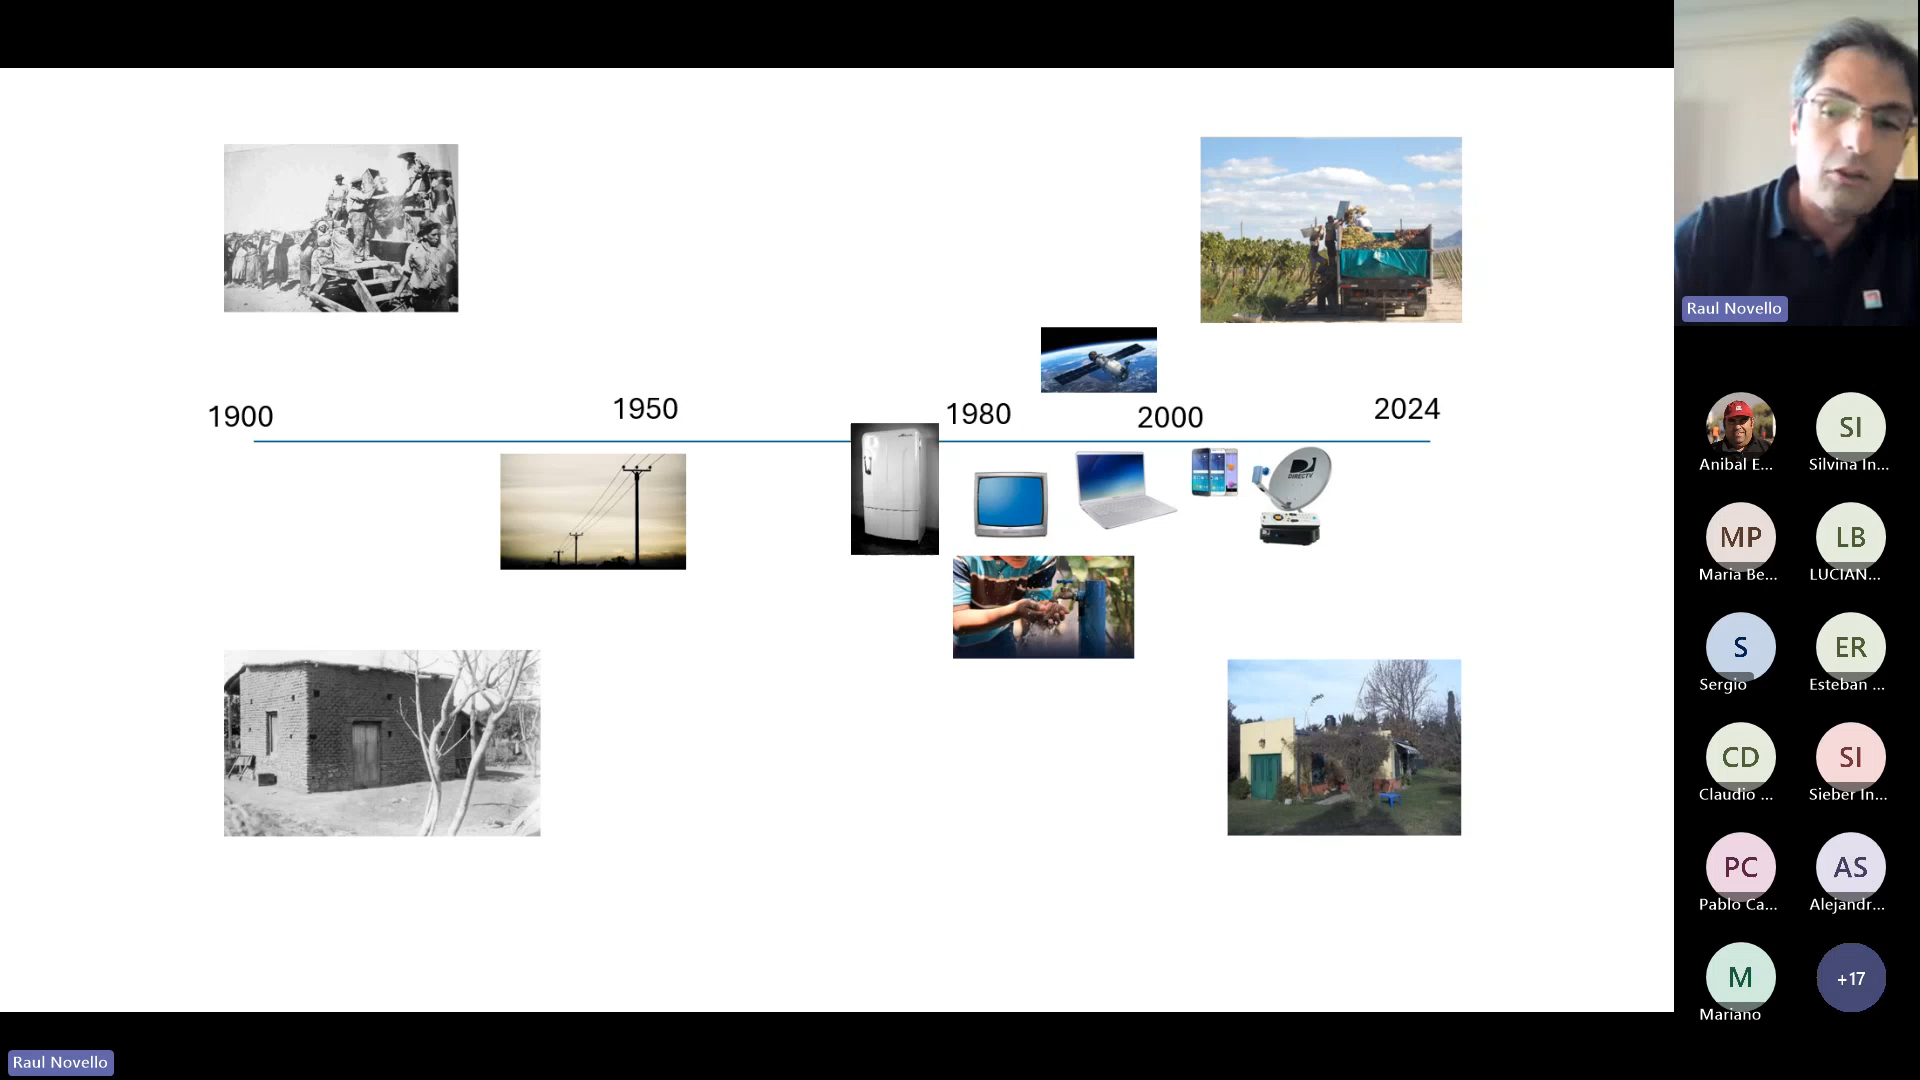 1900
1950
1980
2000
2024
DIRECTV
Raul Novello
Anibal E...
SI
Silvina In...
MP
Maria Be...
LB
LUCIAN...
S
Sergio
ER
Esteban ...
CD
Claudio ...
SI
Sieber In...
PC
Pablo Ca...
AS
Alejandr...
M
Mariano
+17
Raul Novello